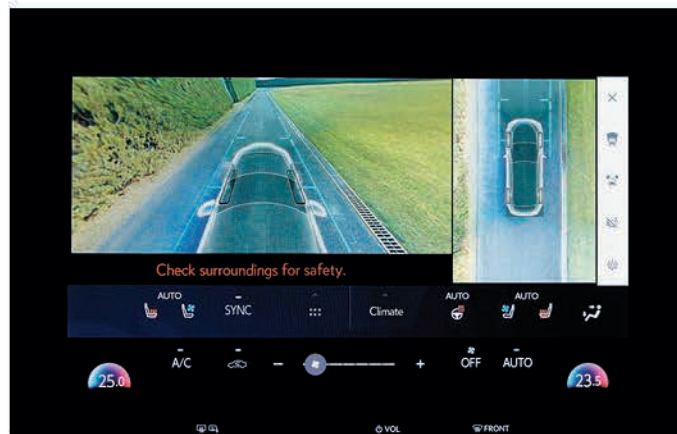 Check surroundings for safety.
AUTO
SYNC
Climate
AUTO
AUTO
A/C
OFF
AUTO
25.0
23.5
VOL
FRONT